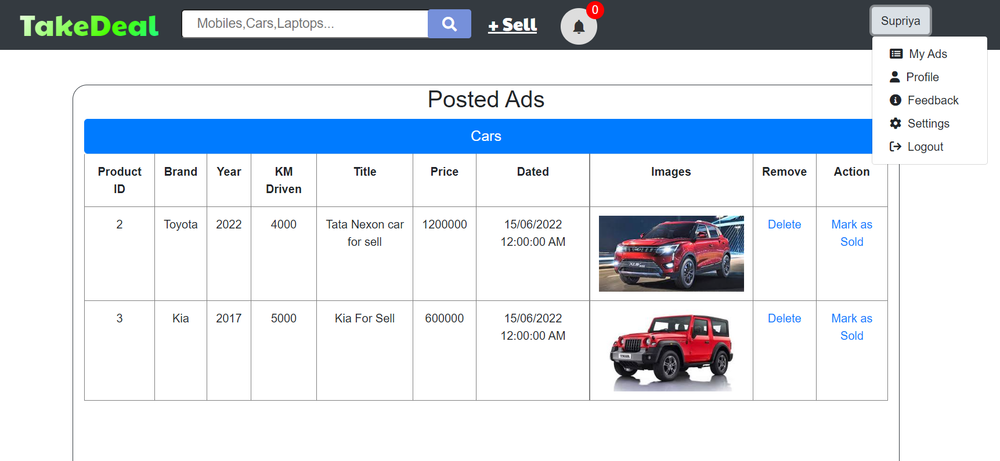 TakeDeal
Mobiles,Cars,Laptops...
+ Sell
0
Supriya
My Ads
Profile
Feedback
Settings
Logout
Posted Ads
Cars
Product ID Brand Year KM Driven Title Price Dated Images Remove Action
2 Toyota 2022 4000 Tata Nexon car for sell 1200000 15/06/2022 12:00:00 AM Delete Mark as Sold
3 Kia 2017 5000 Kia For Sell 600000 15/06/2022 12:00:00 AM THAR Delete Mark as Sold